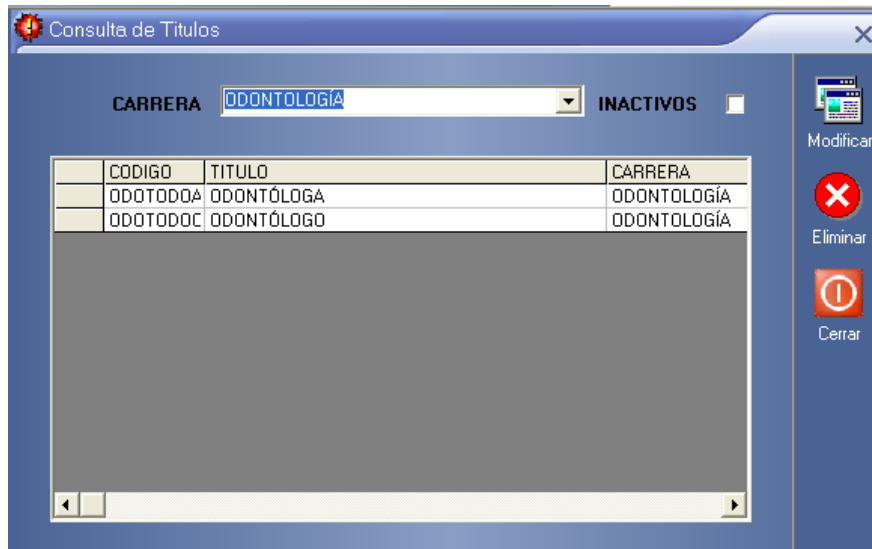 Consulta de Titulos
CARRERA ODONTOLOGÍA INACTIVOS
Modificar
CODIGO TITULO CARRERA
ODOTODOA ODONTÓLOGA ODONTOLOGÍA
ODOTODOC ODONTÓLOGO ODONTOLOGÍA
Eliminar
Cerrar